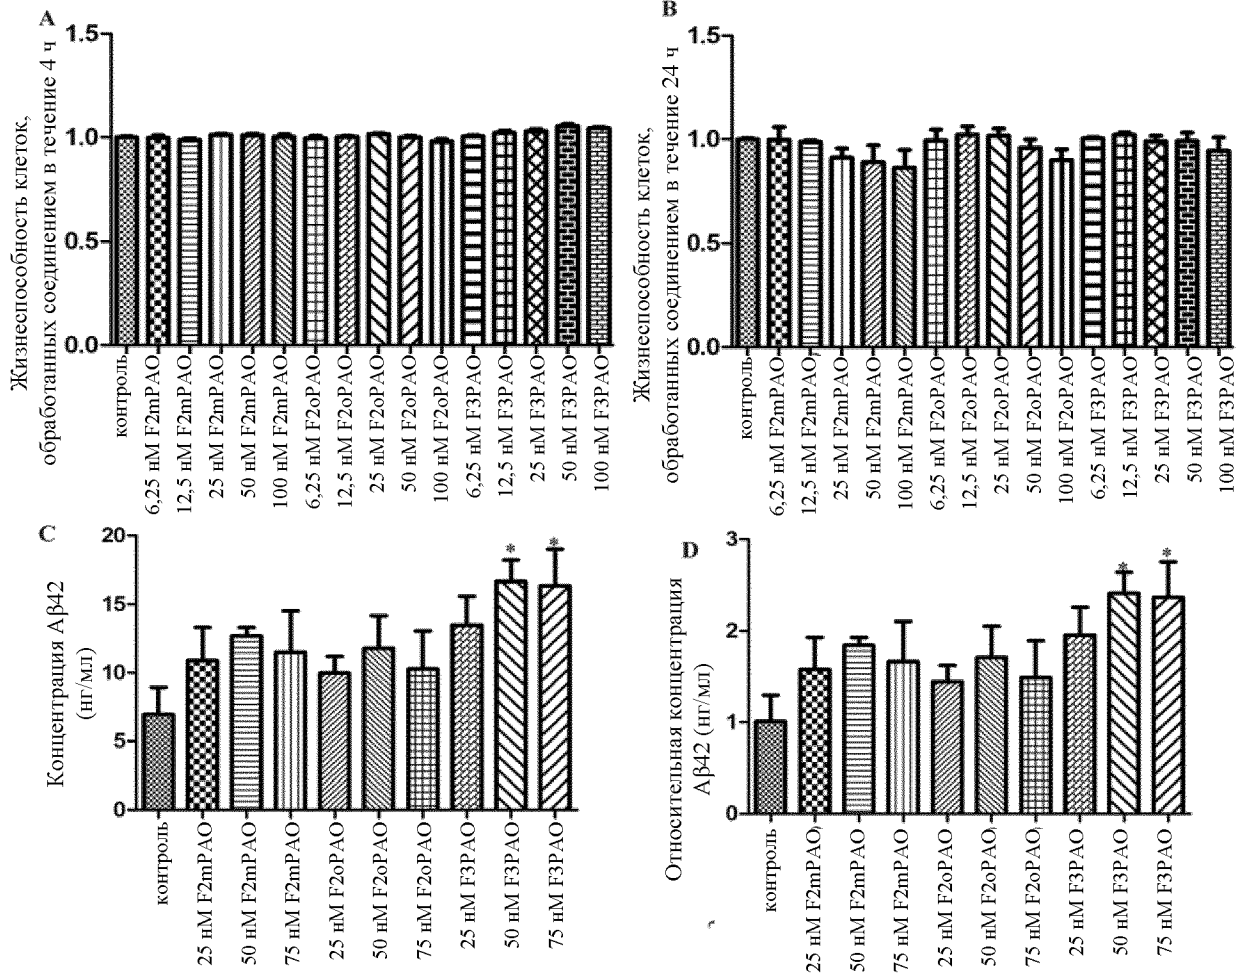 A
Жизнеспособность клеток,
обработанных соединением в течение 4 ч
1.5
1.0
0.5
0.0
контроль
6,25 нМ F2mPAO
12,5 нМ F2mPAO
25 нМ F2mPAO
50 нМ F2mPAO
100 нМ F2mPAO
6,25 нМ F2oPAO
12,5 нМ F2oPAO
25 нМ F2oPAO
50 нМ F2oPAO
100 нМ F2oPAO
6,25 нМ F3PAO
12,5 нМ F3PAO
25 нМ F3PAO
50 нМ F3PAO
100 нМ F3PAO
B
Жизнеспособность клеток,
обработанных соединением в течение 24 ч
1.5
1.0
0.5
0.0
контроль
6,25 нМ F2mPAO
12,5 нМ F2mPAO
25 нМ F2mPAO
50 нМ F2mPAO
100 нМ F2mPAO
6,25 нМ F2oPAO
12,5 нМ F2oPAO
25 нМ F2oPAO
50 нМ F2oPAO
100 нМ F2oPAO
6,25 нМ F3PAO
12,5 нМ F3PAO
25 нМ F3PAO
50 нМ F3PAO
100 нМ F3PAO
C
Концентрация Аβ42
(нг/мл)
20
15
10
5
0
*
*
контроль
25 нМ F2mPAO
50 нМ F2mPAO
75 нМ F2mPAO
25 нМ F2oPAO
50 нМ F2oPAO
75 нМ F2oPAO
25 нМ F3PAO
50 нМ F3PAO
75 нМ F3PAO
D
Относительная концентрация
Аβ42 (нг/мл)
3
2
1
0
*
*
контроль
25 нМ F2mPAO
50 нМ F2mPAO
75 нМ F2mPAO
25 нМ F2oPAO
50 нМ F2oPAO
75 нМ F2oPAO
25 нМ F3PAO
50 нМ F3PAO
75 нМ F3PAO